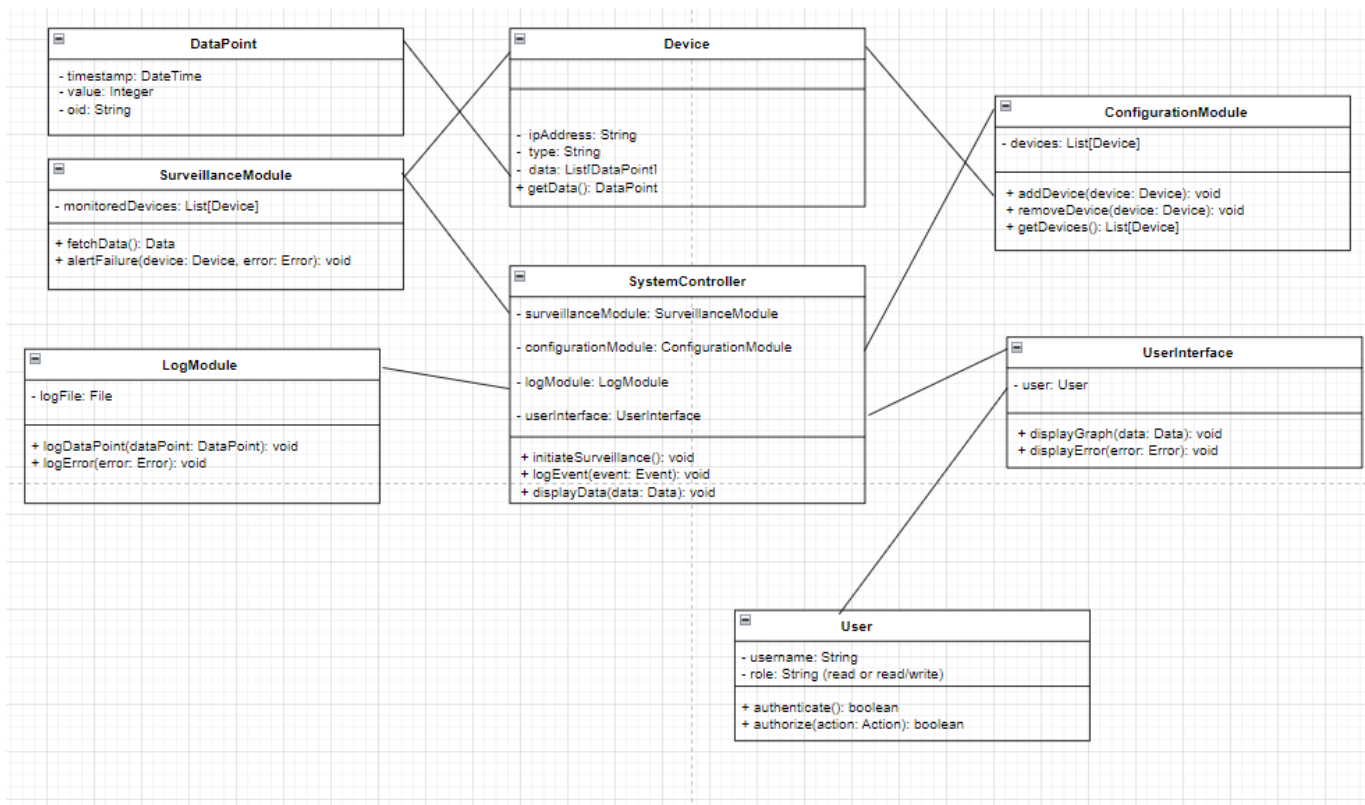 DataPoint
- timestamp: DateTime
- value: Integer
- oid: String
Device
- ipAddress: String
- type: String
- data: List[DataPoint]
+ getData(): DataPoint
ConfigurationModule
- devices: List[Device]
+ addDevice(device: Device): void
+ removeDevice(device: Device): void
+ getDevices(): List[Device]
SurveillanceModule
- monitoredDevices: List[Device]
+ fetchData(): Data
+ alertFailure(device: Device, error: Error): void
SystemController
- surveillanceModule: SurveillanceModule
- configurationModule: ConfigurationModule
- logModule: LogModule
- userInterface: UserInterface
+ initiateSurveillance(): void
+ logEvent(event: Event): void
+ displayData(data: Data): void
LogModule
- logFile: File
+ logDataPoint(dataPoint: DataPoint): void
+ logError(error: Error): void
UserInterface
- user: User
+ displayGraph(data: Data): void
+ displayError(error: Error): void
User
- username: String
- role: String (read or read/write)
+ authenticate(): boolean
+ authorize(action: Action): boolean